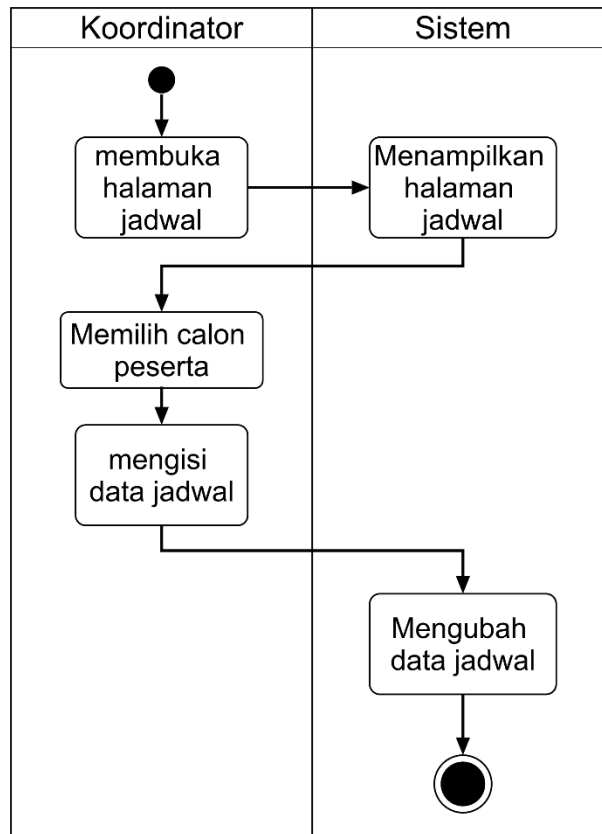 Koordinator
Sistem
membuka
halaman
jadwal
Menampilkan
halaman
jadwal
Memilih calon
peserta
mengisi
data jadwal
Mengubah
data jadwal